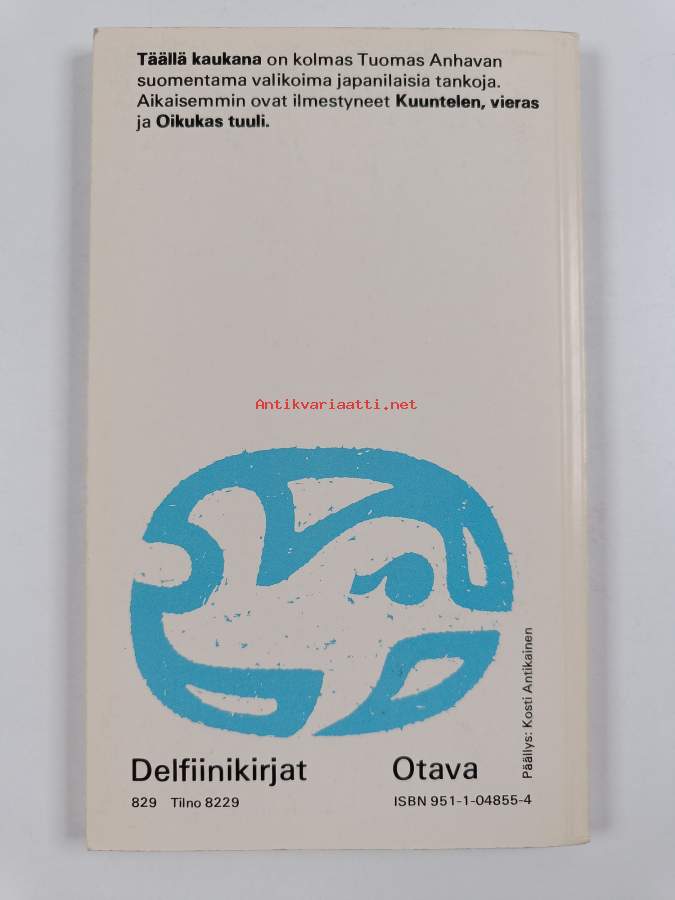 Täällä kaukana on kolmas Tuomas Anhavan
suomentama valikoima japanilaisia tankoja.
Aikaisemmin ovat ilmestyneet Kuuntelen, vieras
ja Oikukas tuuli.
Antikvariaatti.net
Päällys: Kosti Antikainen
Delfiinikirjat Otava
829 Tilno 8229 ISBN 951-1-04855-4